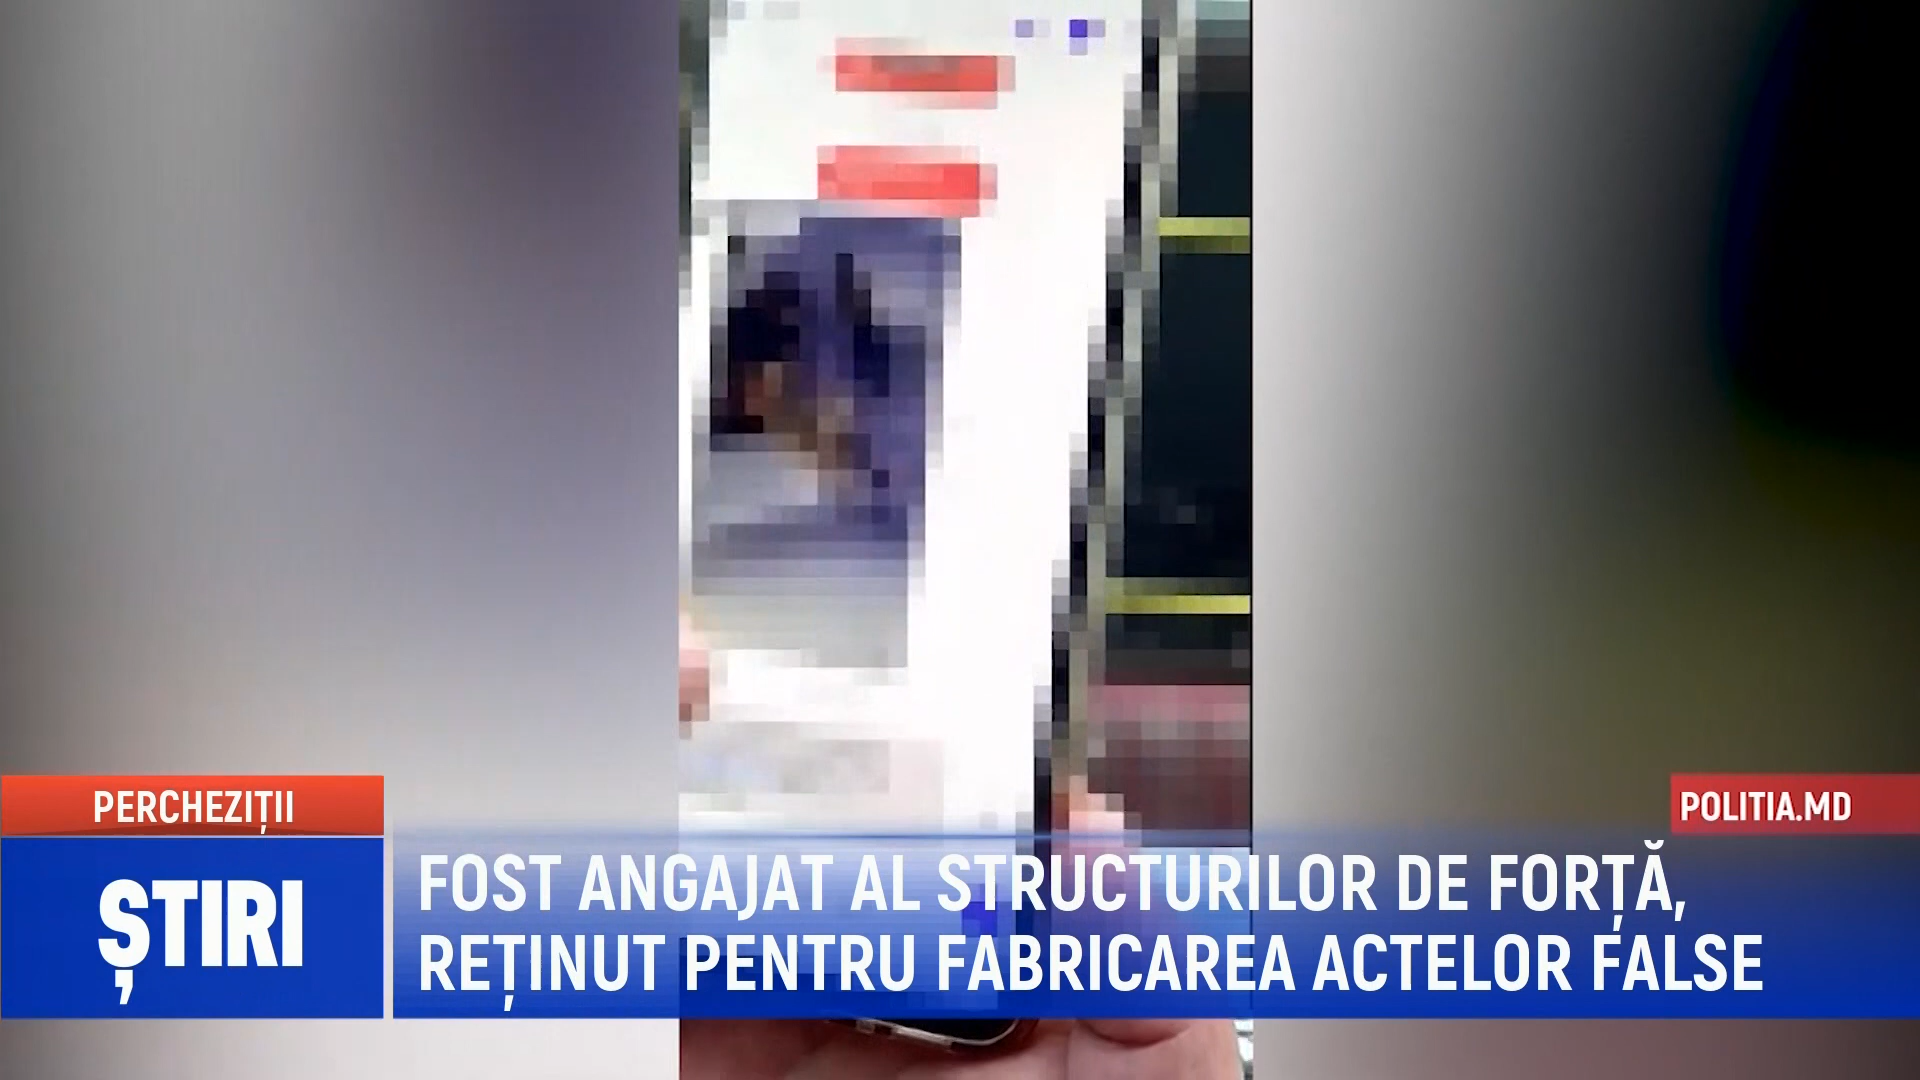 PERCHEZIȚII
POLITIA.MD
ȘTIRI
FOST ANGAJAT AL STRUCTURILOR DE FORȚĂ,
REȚINUT PENTRU FABRICAREA ACTELOR FALSE